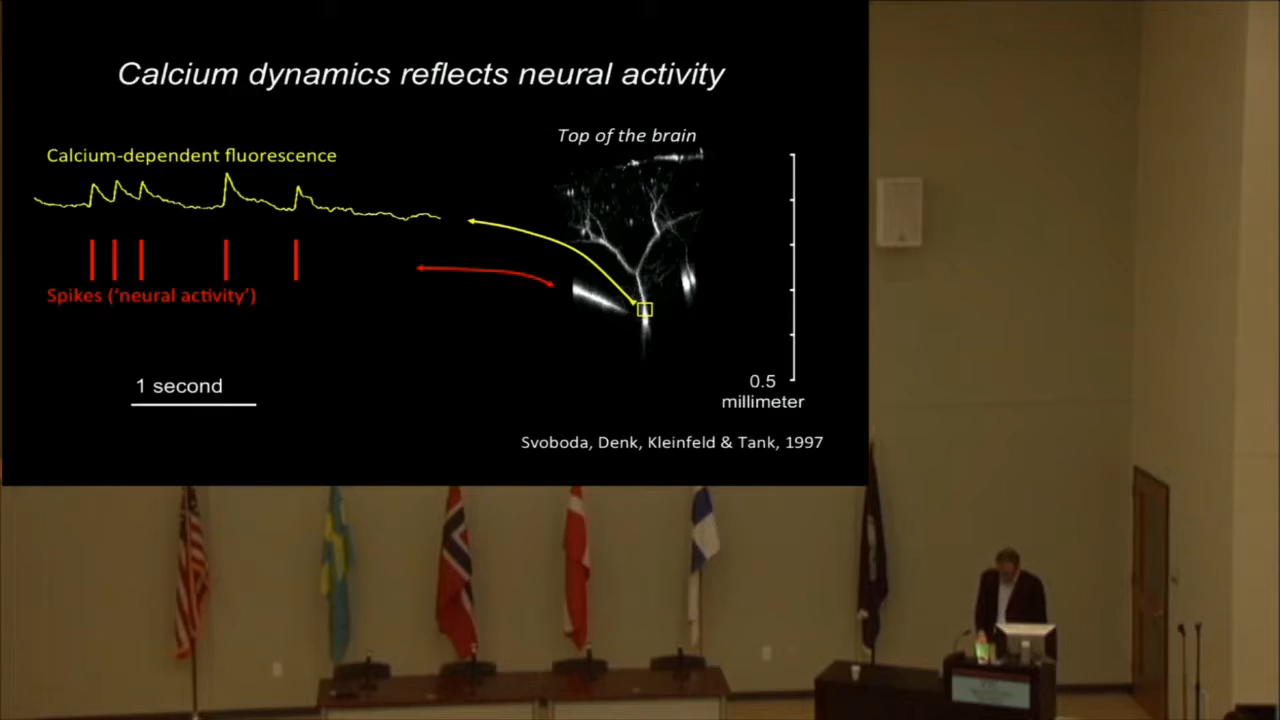 Calcium dynamics reflects neural activity
Top of the brain
Calcium-dependent fluorescence
Spikes ('neural activity')
1 second
0.5
millimeter
Svoboda, Denk, Kleinfeld & Tank, 1997